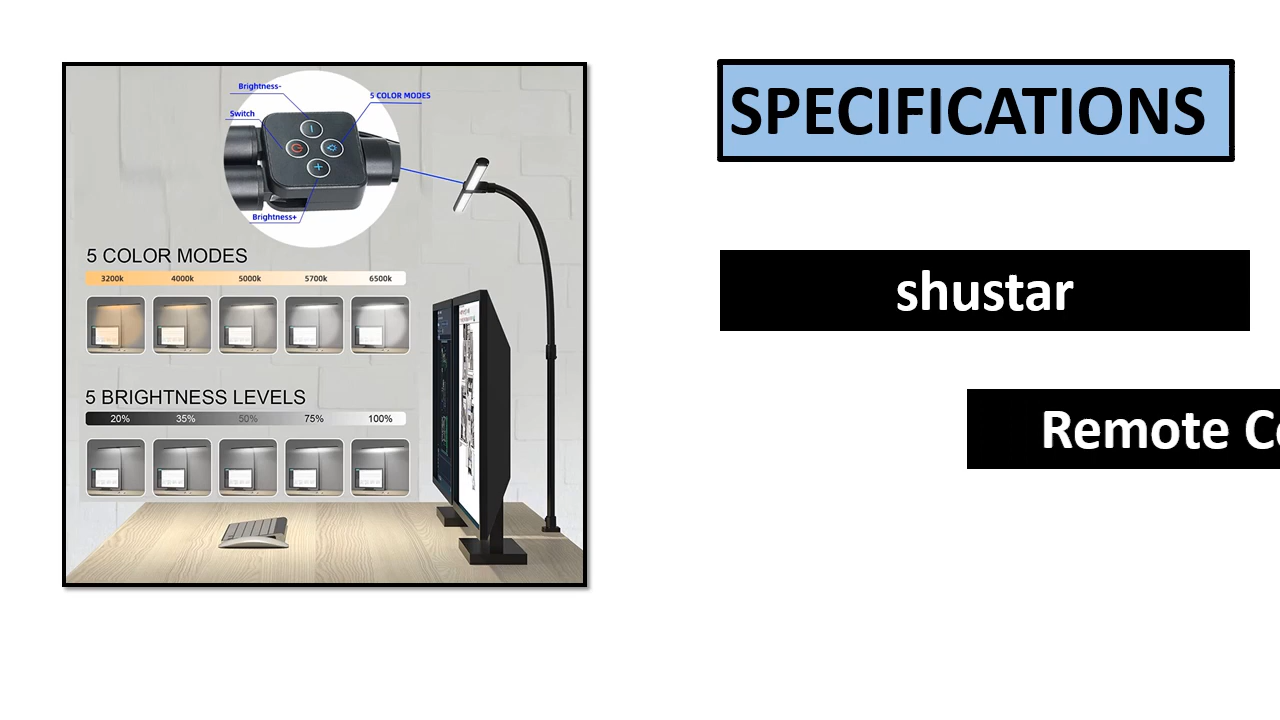 SPECIFICATIONS
Brightness-
5 COLOR MODES
Switch
Brightness+
5 COLOR MODES
3200k 4000k 5000k 5700k 6500k
5 BRIGHTNESS LEVELS
20% 35% 50% 75% 100%
shustar
Remote